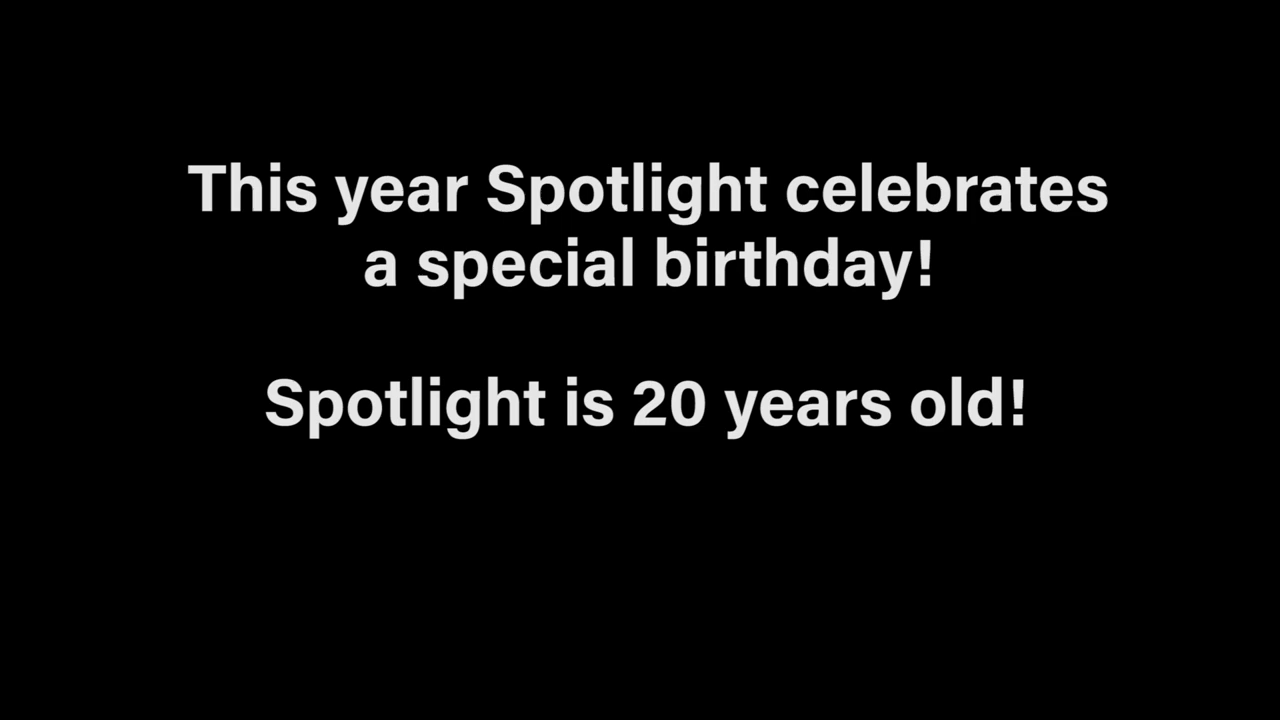 This year Spotlight celebrates
a special birthday!
Spotlight is 20 years old!